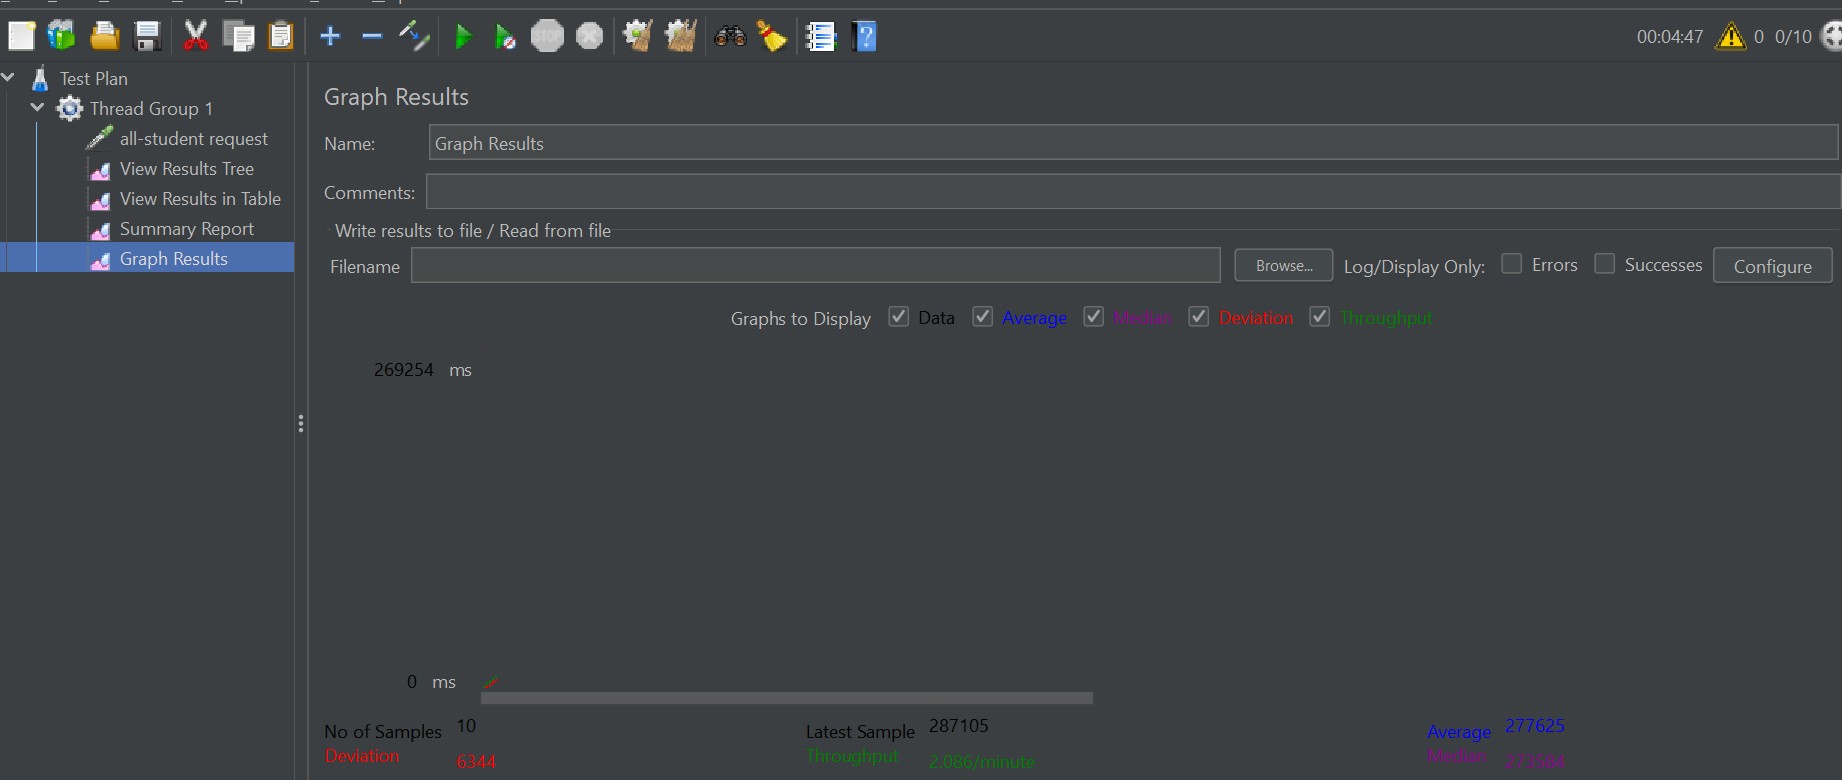 00:04:47 0 0/10
Test Plan
Thread Group 1
all-student request
View Results Tree
View Results in Table
Summary Report
Graph Results
Graph Results
Name: Graph Results
Comments:
Write results to file / Read from file
Filename Browse... Log/Display Only: Errors Successes Configure
Graphs to Display Data Average Median Deviation Throughput
269254 ms
0 ms
No of Samples 10 Latest Sample 287105 Average 277625
Deviation 6344 Throughput 2.086/minute Median 273584